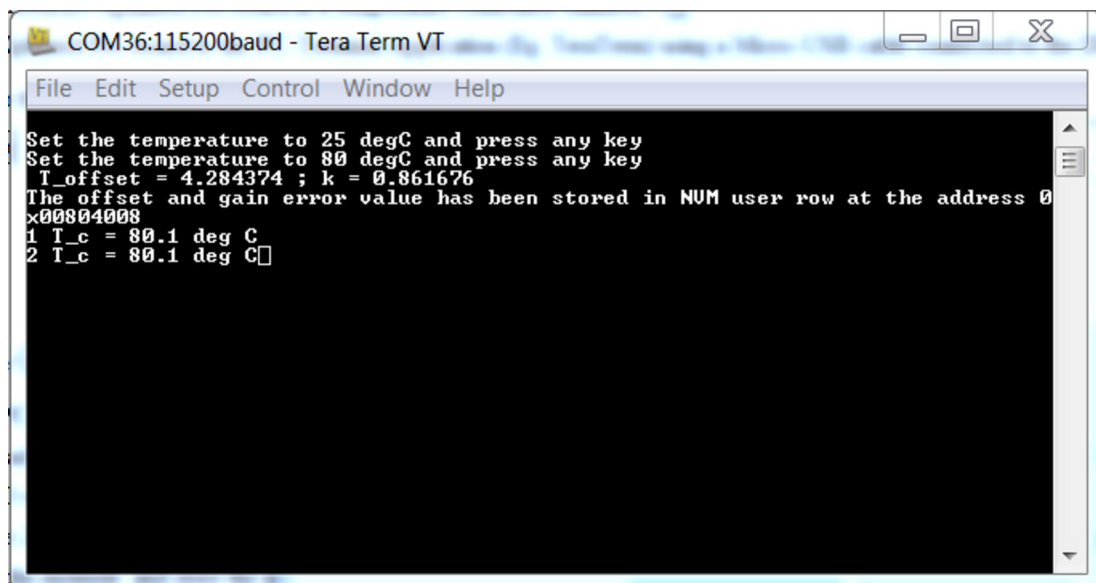 COM36:115200baud - Tera Term VT
File Edit Setup Control Window Help
Set the temperature to 25 degC and press any key
Set the temperature to 80 degC and press any key
T_offset = 4.284374 ; k = 0.861676
The offset and gain error value has been stored in NVM user row at the address 0
x00804008
1 T_c = 80.1 deg C
2 T_c = 80.1 deg C